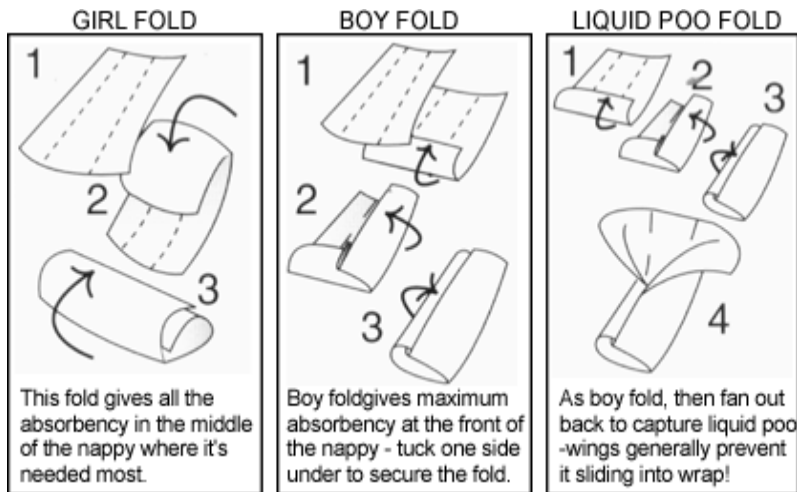 GIRL FOLD
1
2
3
This fold gives all the
absorbency in the middle
of the nappy where it's
needed most.
BOY FOLD
1
2
3
Boy foldgives maximum
absorbency at the front of
the nappy - tuck one side
under to secure the fold.
LIQUID POO FOLD
1
2
3
4
As boy fold, then fan out
back to capture liquid poo
-wings generally prevent
it sliding into wrap!